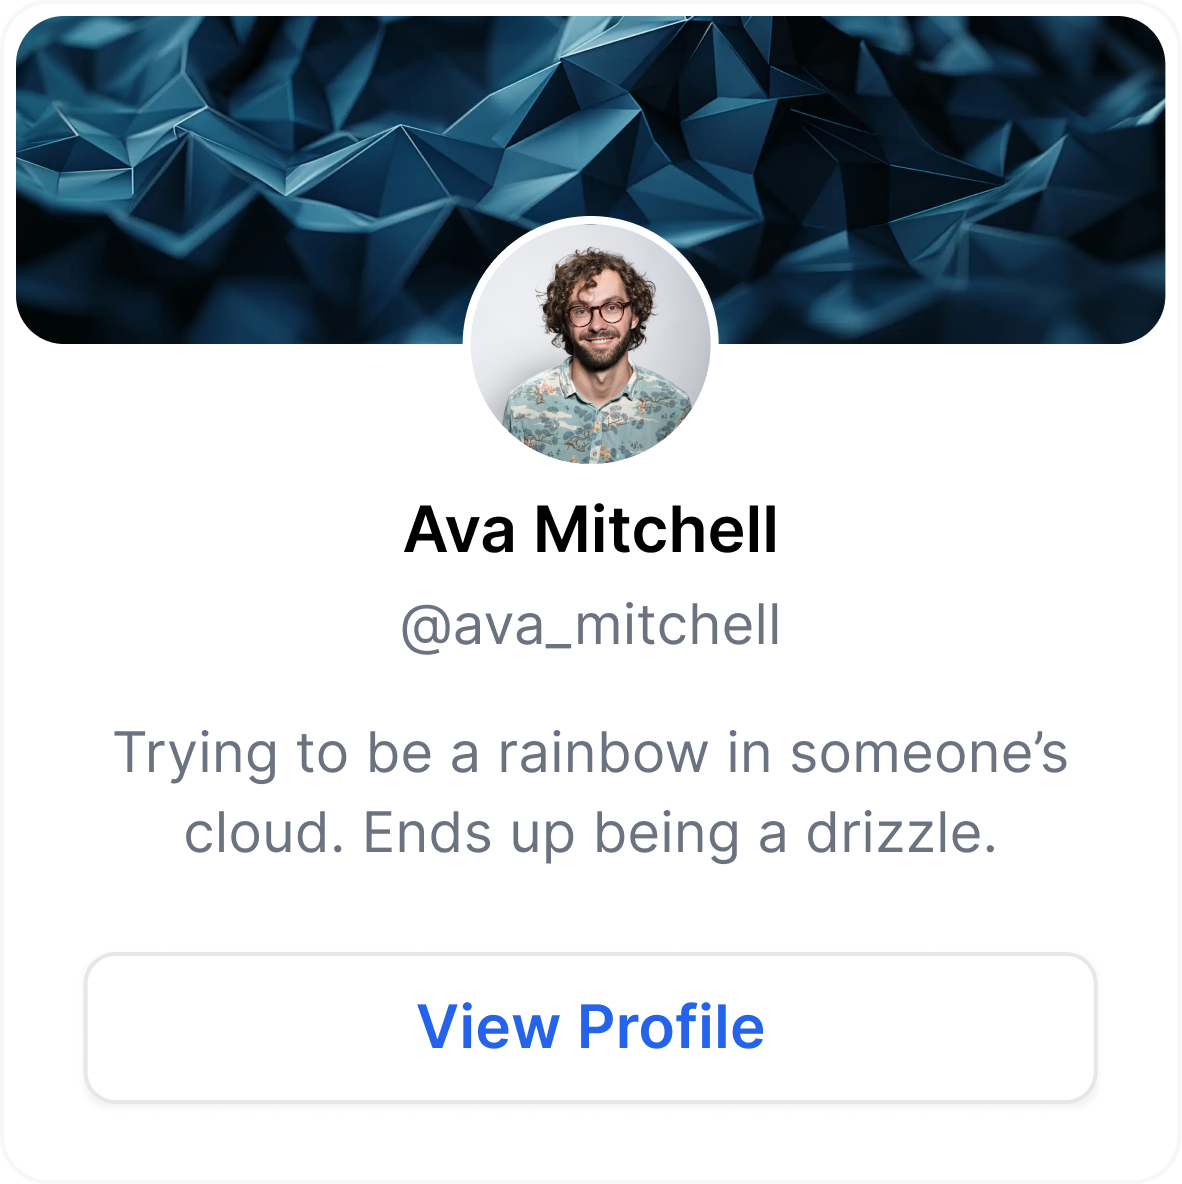 Ava Mitchell
@ava_mitchell
Trying to be a rainbow in someone’s
cloud. Ends up being a drizzle.
View Profile